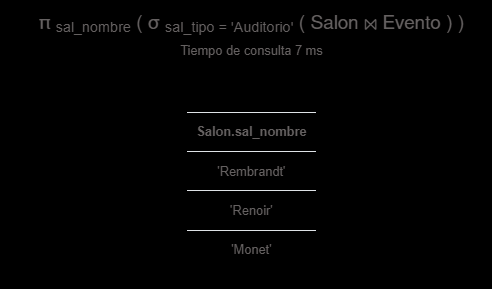 π sal_nombre ( σ sal_tipo = 'Auditorio' ( Salon ⋈ Evento ) )
Tiempo de consulta 7 ms
Salon.sal_nombre
'Rembrandt'
'Renoir'
'Monet'